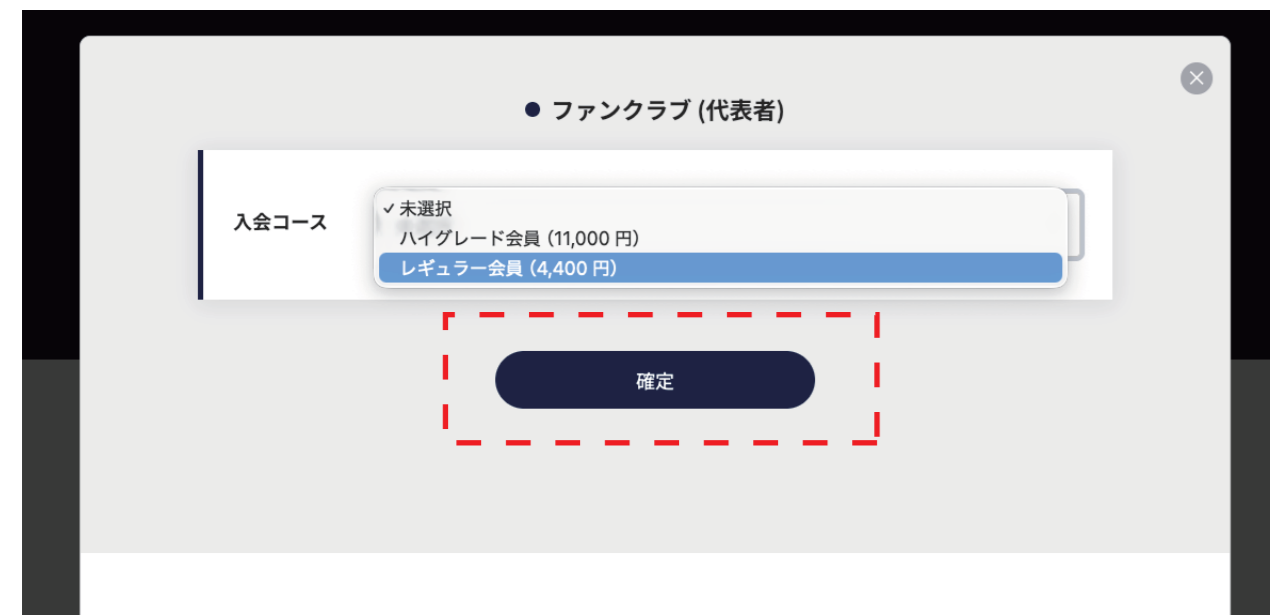 ファンクラブ (代表者)
入会コース
未選択
ハイグレード会員 (11,000 円)
レギュラー会員 (4,400 円)
確定